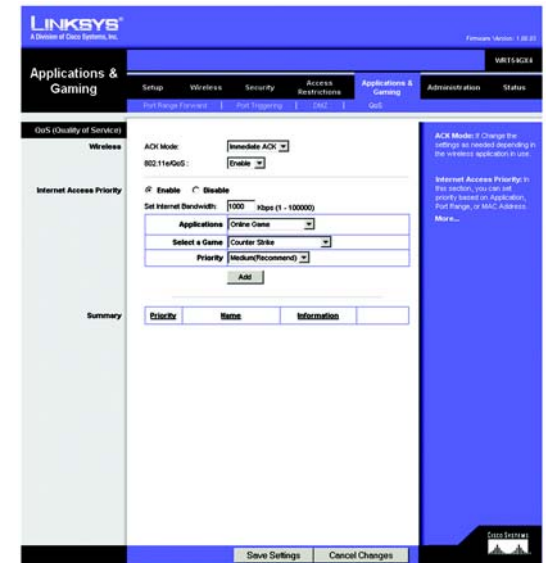 LINKSYS®
A Division of Cisco Systems, Inc.
Firmware Version: 1.00.03
WRT54GX4
Applications & Gaming
Setup Wireless Security Access Restrictions Applications & Gaming Administration Status
Port Range Forward | Port Triggering | DMZ | QoS
QoS (Quality of Service)
Wireless
ACK Mode: Immediate ACK
802.11e/QoS : Enable
Internet Access Priority
Enable Disable
Set Internet Bandwidth: 1000 Kbps (1 - 100000)
Applications Online Game
Select a Game Counter Strike
Priority Medium(Recommend)
Add
Summary
Priority Name Information
ACK Mode: If Change the
settings as needed depending in
the wireless application in use.
Internet Access Priority: In
this section, you can set
priority based on Application,
Port Range, or MAC Address.
More...
Save Settings Cancel Changes
CISCO SYSTEMS